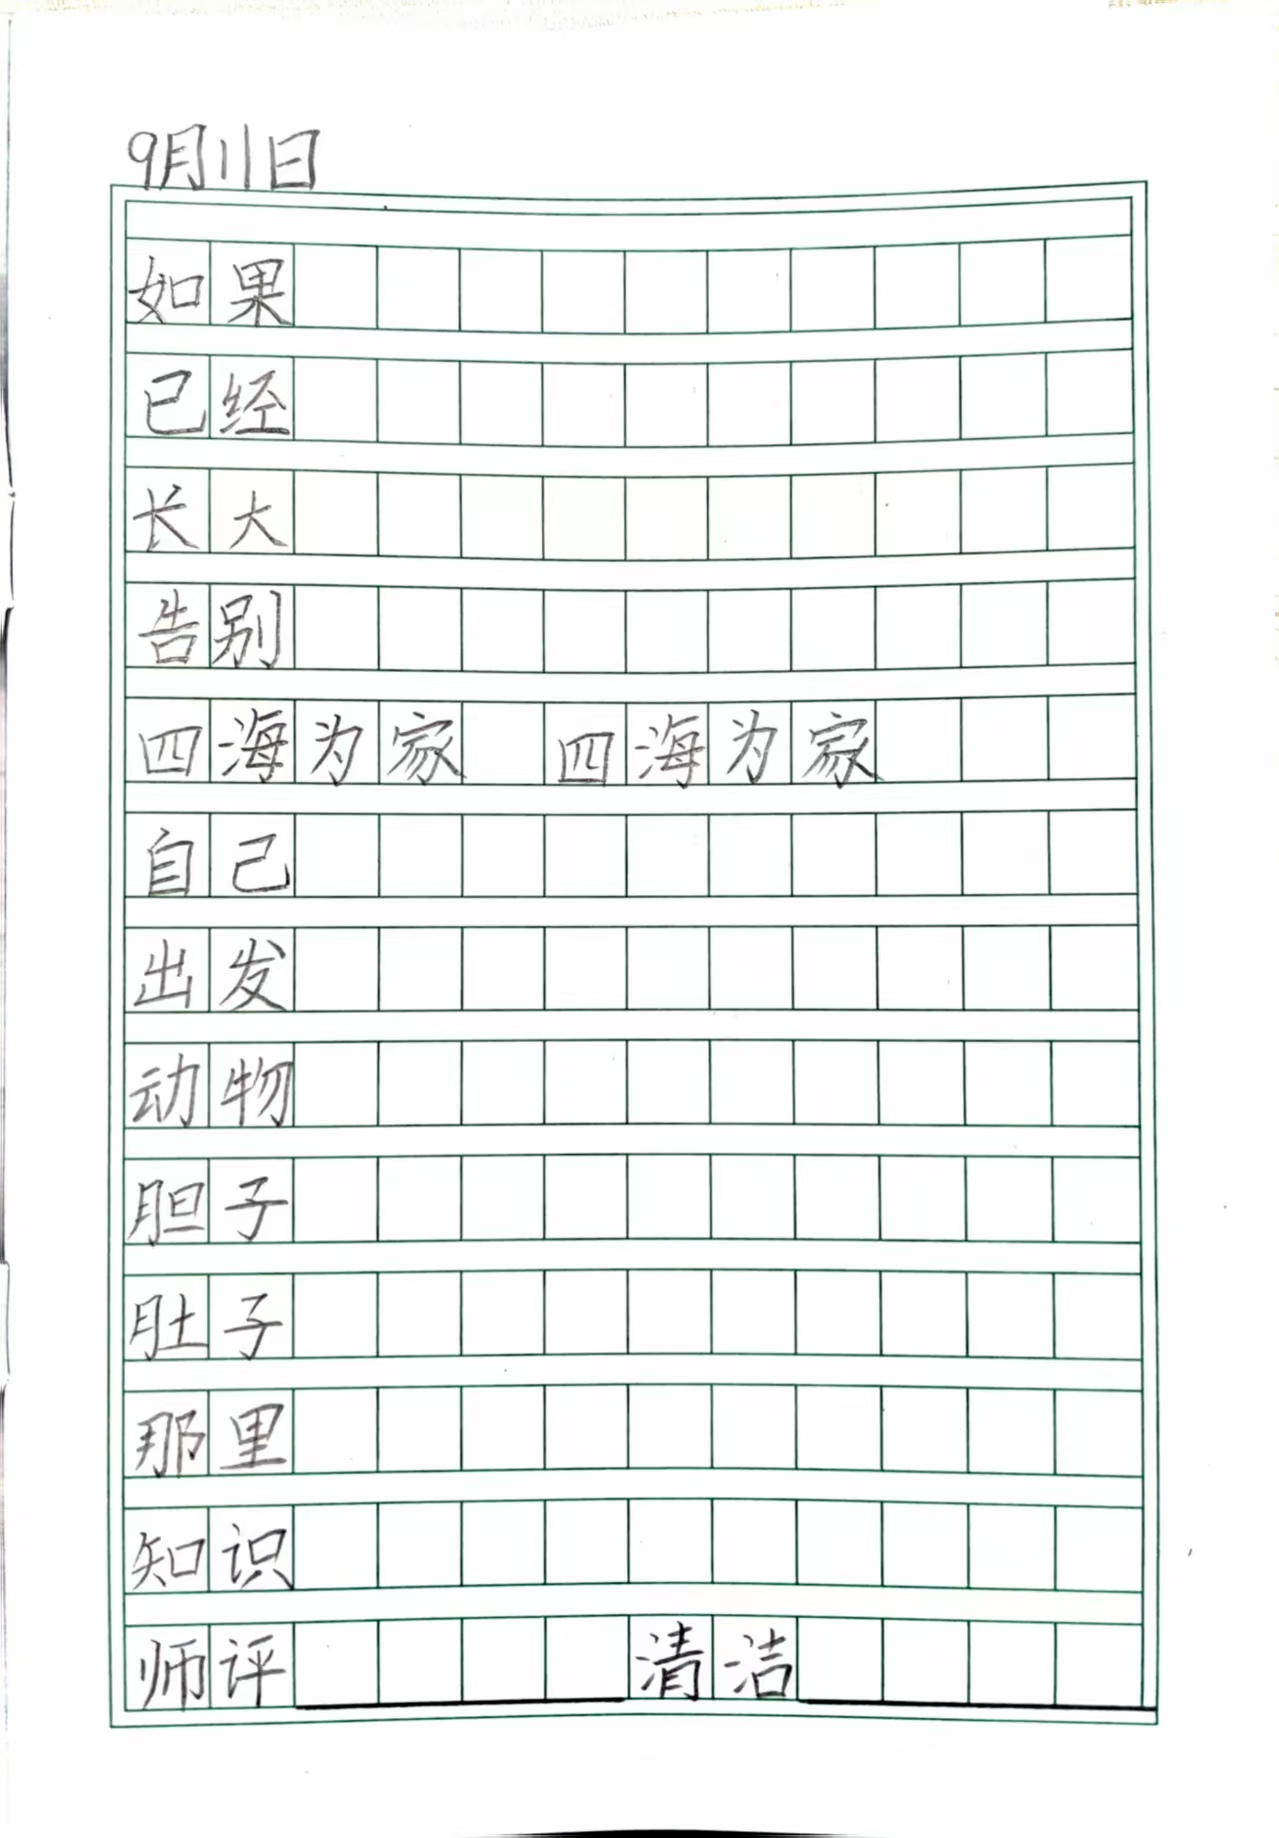 9月11日
如果
已经
长大
告别
四海为家 四海为家
自己
出发
动物
胆子
肚子
那里
知识
师评 清洁